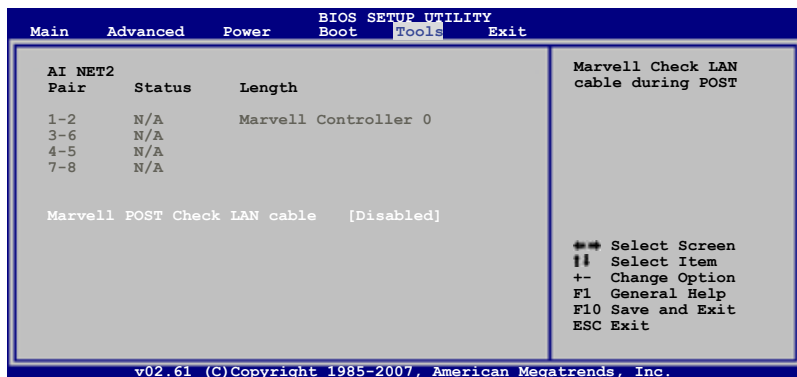 BIOS SETUP UTILITY
Main Advanced Power Boot Tools Exit
AI NET2
Pair Status Length
1-2 N/A Marvell Controller 0
3-6 N/A
4-5 N/A
7-8 N/A
Marvell POST Check LAN cable [Disabled]
Marvell Check LAN
cable during POST
Select Screen
Select Item
+- Change Option
F1 General Help
F10 Save and Exit
ESC Exit
v02.61 (C)Copyright 1985-2007, American Megatrends, Inc.